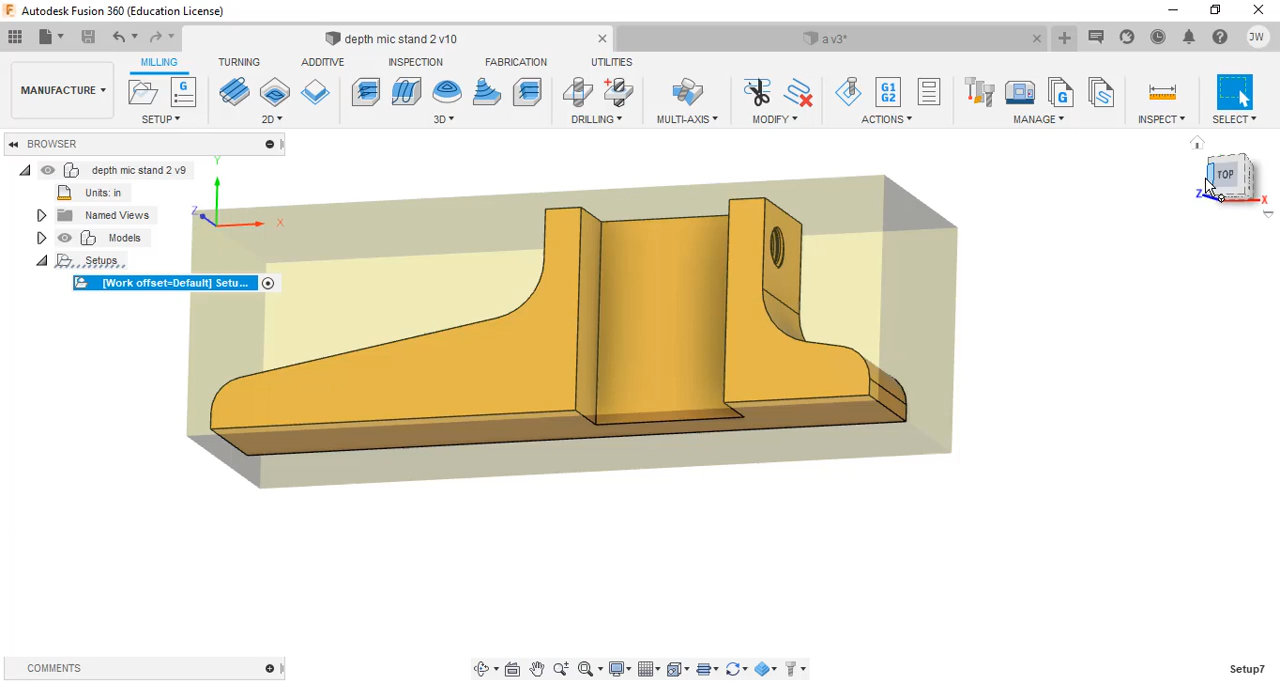 Autodesk Fusion 360 (Education License)
depth mic stand 2 v10
a v3*
JW
MILLING TURNING ADDITIVE INSPECTION FABRICATION UTILITIES
MANUFACTURE
G
G1
G2
G
SETUP 2D 3D DRILLING MULTI-AXIS MODIFY ACTIONS MANAGE INSPECT SELECT
BROWSER
depth mic stand 2 v9
Units: in
Named Views
Models
Setups
[Work offset=Default] Setu...
Y
Z
X
TOP
Z
X
COMMENTS
Setup7